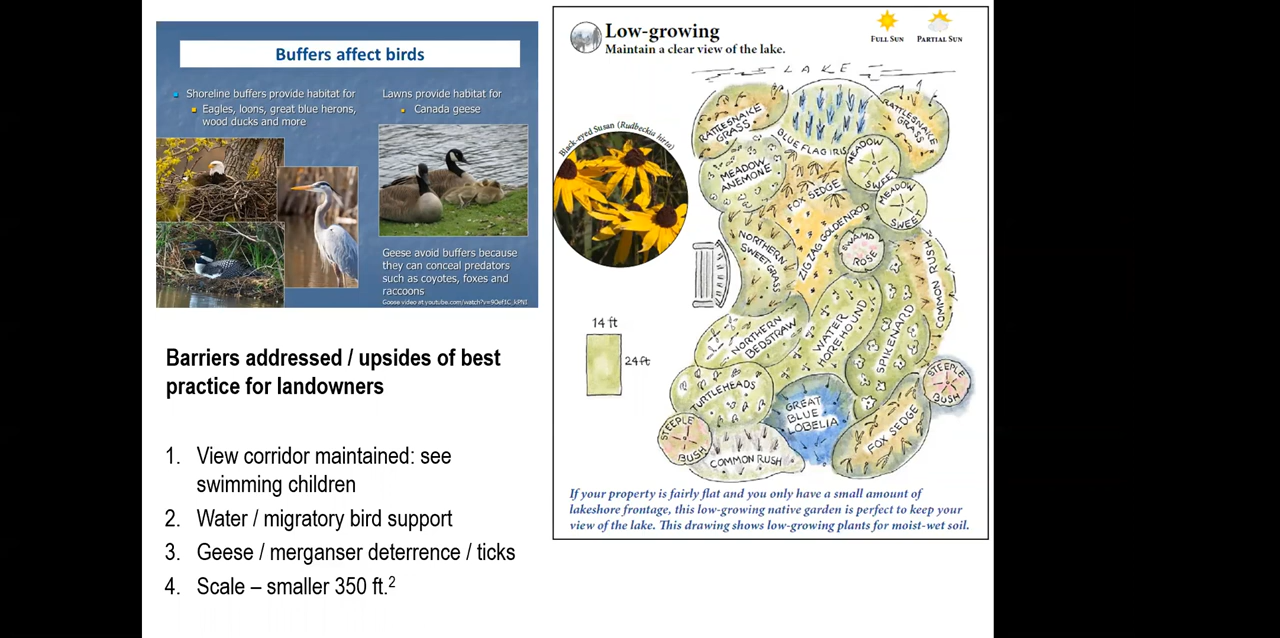 Buffers affect birds
Shoreline buffers provide habitat for
Eagles, loons, great blue herons,
wood ducks and more
Lawns provide habitat for
Canada geese
Geese avoid buffers because
they can conceal predators
such as coyotes, foxes and
raccoons
Goose video at youtube.com/watch?v=
Barriers addressed / upsides of best
practice for landowners
1. View corridor maintained: see
swimming children
2. Water / migratory bird support
3. Geese / merganser deterrence / ticks
4. Scale – smaller 350 ft.²
Low-growing
Maintain a clear view of the lake.
FULL SUN
PARTIAL SUN
LAKE
Black-eyed Susan (Rudbeckia hirta)
RATTLESNAKE
GRASS
BLUE FLAG IRIS
RATTLESNAKE
GRASS
MEADOW
ANEMONE
MEADOW
SWEET
FOX SEDGE
MEADOW
SWEET
NORTHERN
SWEET GRASS
ZIG ZAG GOLDENROD
SWAMP
ROSE
COMMON RUSH
14 ft
24 ft
NORTHERN
BEDSTRAW
WATER
HOREHOUND
SPIKENARD
TURTLEHEADS
GREAT
BLUE
LOBELIA
STEEPLE
BUSH
STEEPLE
BUSH
COMMON RUSH
FOX SEDGE
If your property is fairly flat and you only have a small amount of
lakeshore frontage, this low-growing native garden is perfect to keep your
view of the lake. This drawing shows low-growing plants for moist-wet soil.